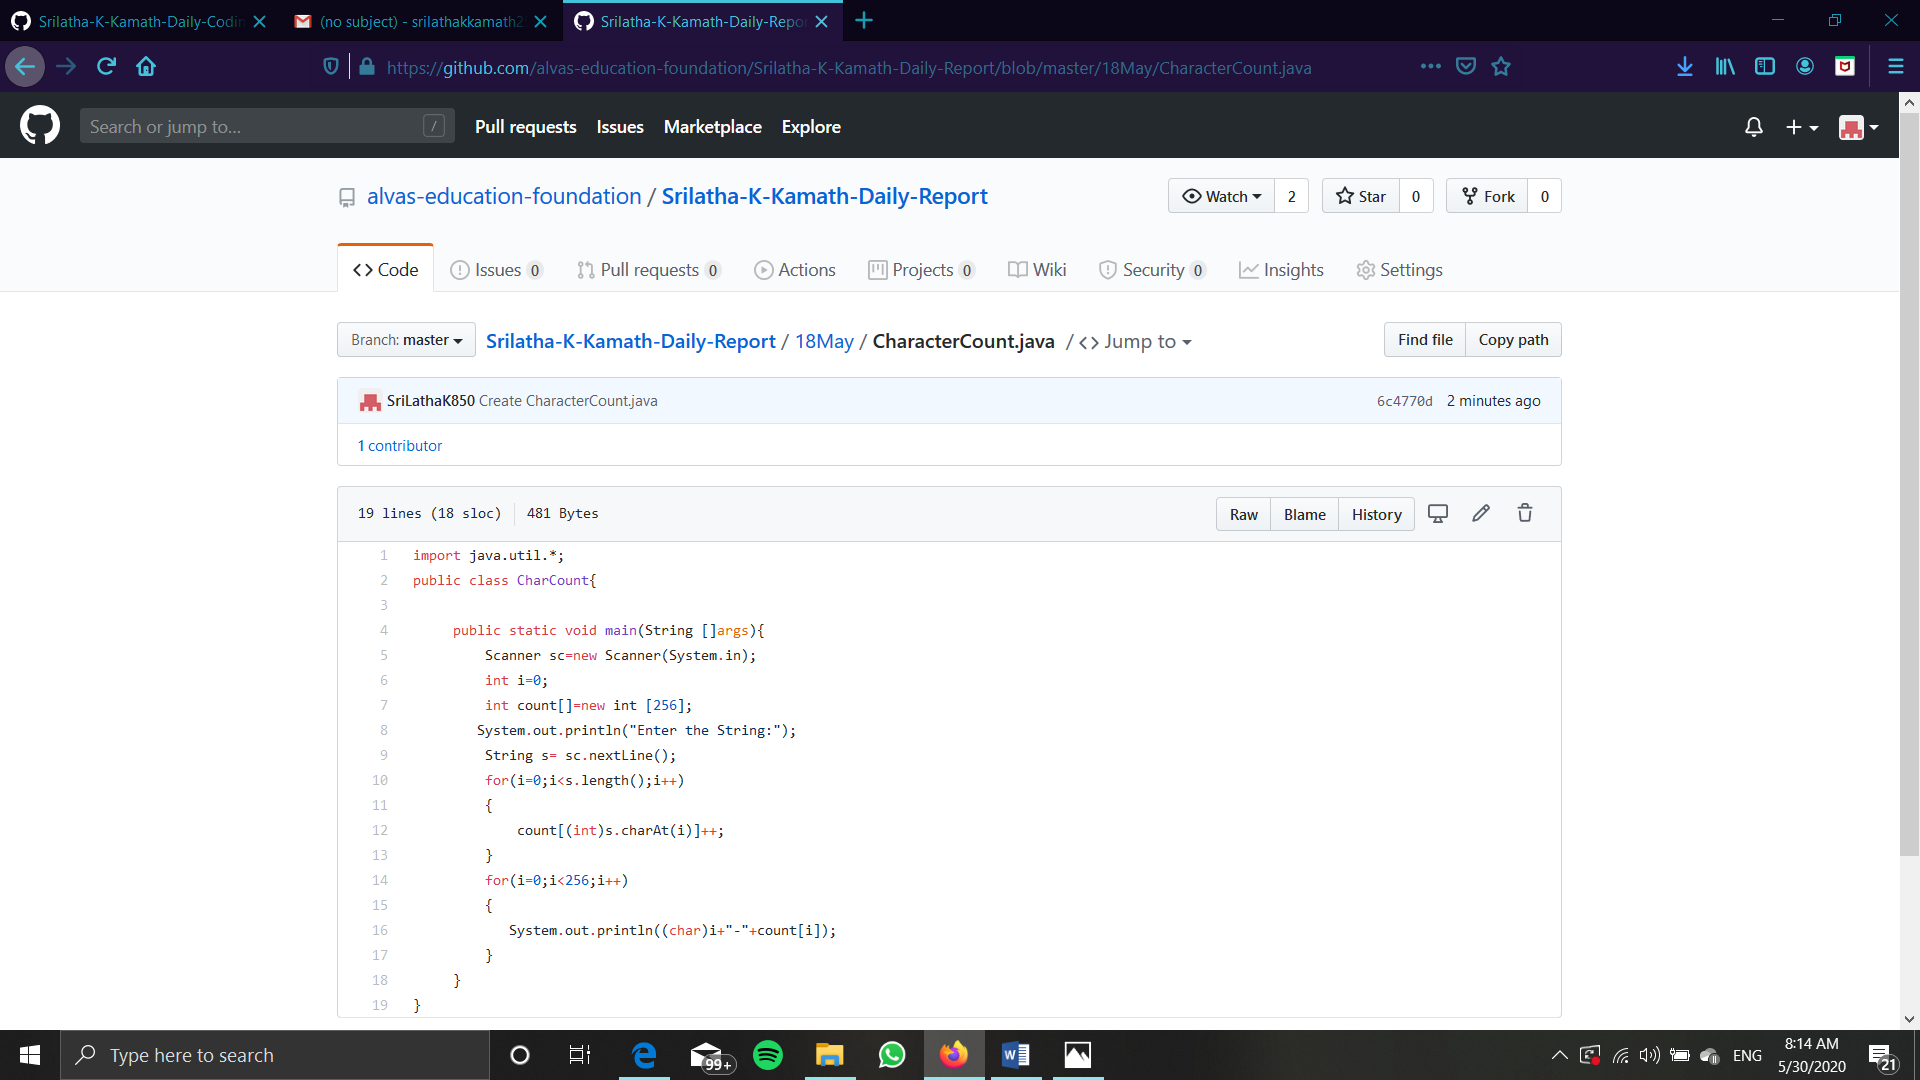 Srilatha-K-Kamath-Daily-Codin
(no subject) - srilathakkamath2
Srilatha-K-Kamath-Daily-Repo
https://github.com/alvas-education-foundation/Srilatha-K-Kamath-Daily-Report/blob/master/18May/CharacterCount.java
Search or jump to... /
Pull requests Issues Marketplace Explore
alvas-education-foundation / Srilatha-K-Kamath-Daily-Report
Watch 2 Star 0 Fork 0
Code Issues 0 Pull requests 0 Actions Projects 0 Wiki Security 0 Insights Settings
Branch: master Srilatha-K-Kamath-Daily-Report / 18May / CharacterCount.java / <> Jump to Find file Copy path
SriLathaK850 Create CharacterCount.java 6c4770d 2 minutes ago
1 contributor
19 lines (18 sloc) 481 Bytes Raw Blame History
1 import java.util.*;
2 public class CharCount{
3
4 public static void main(String []args){
5 Scanner sc=new Scanner(System.in);
6 int i=0;
7 int count[]=new int [256];
8 System.out.println("Enter the String:");
9 String s= sc.nextLine();
10 for(i=0;i<s.length();i++)
11 {
12 count[(int)s.charAt(i)]++;
13 }
14 for(i=0;i<256;i++)
15 {
16 System.out.println((char)i+"-"+count[i]);
17 }
18 }
19 }
Type here to search
99+
ENG
8:14 AM
5/30/2020
21